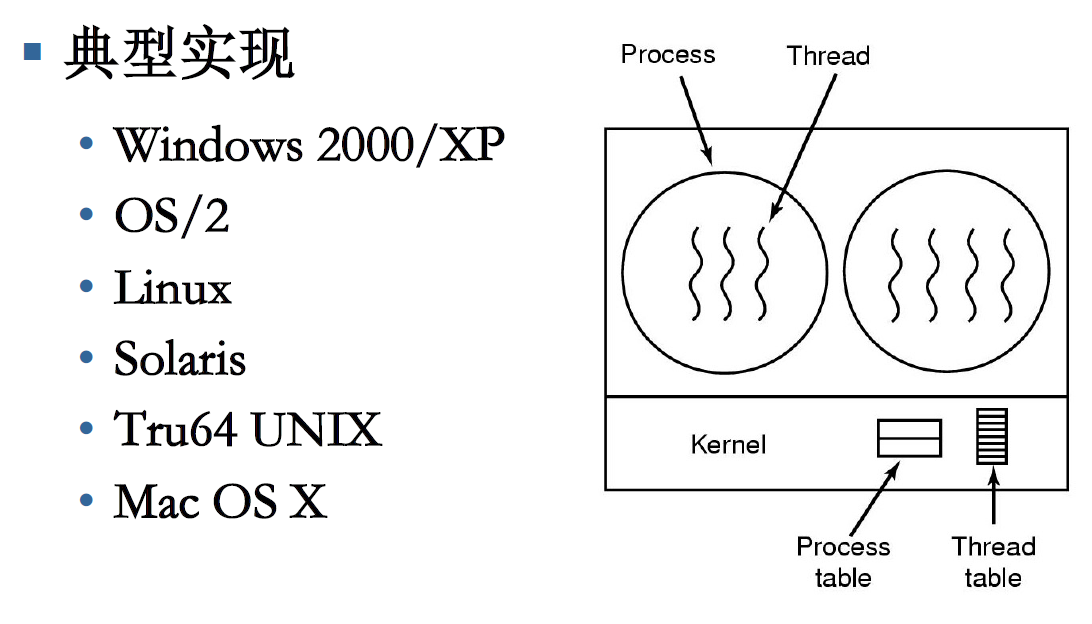 典型实现
Windows 2000/XP
OS/2
Linux
Solaris
Tru64 UNIX
Mac OS X
Process
Thread
Kernel
Process
table
Thread
table